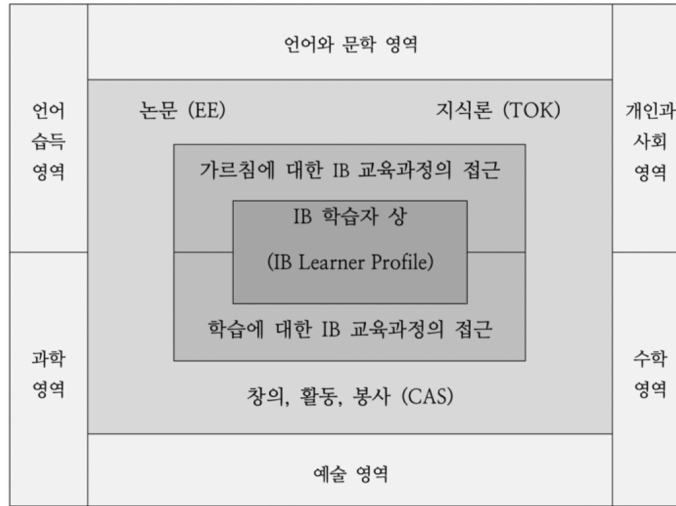 언어와 문학 영역
언어
습득
영역
논문 (EE)
지식론 (TOK)
개인과
사회
영역
가르침에 대한 IB 교육과정의 접근
IB 학습자 상
(IB Learner Profile)
학습에 대한 IB 교육과정의 접근
과학
영역
수학
영역
창의, 활동, 봉사 (CAS)
예술 영역